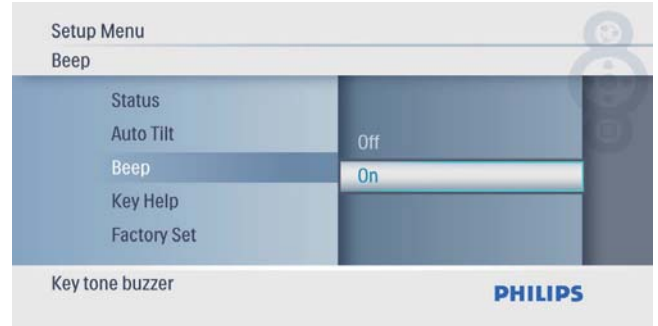 Setup Menu
Beep
Status
Auto Tilt
Beep
Key Help
Factory Set
Off
On
Key tone buzzer
PHILIPS